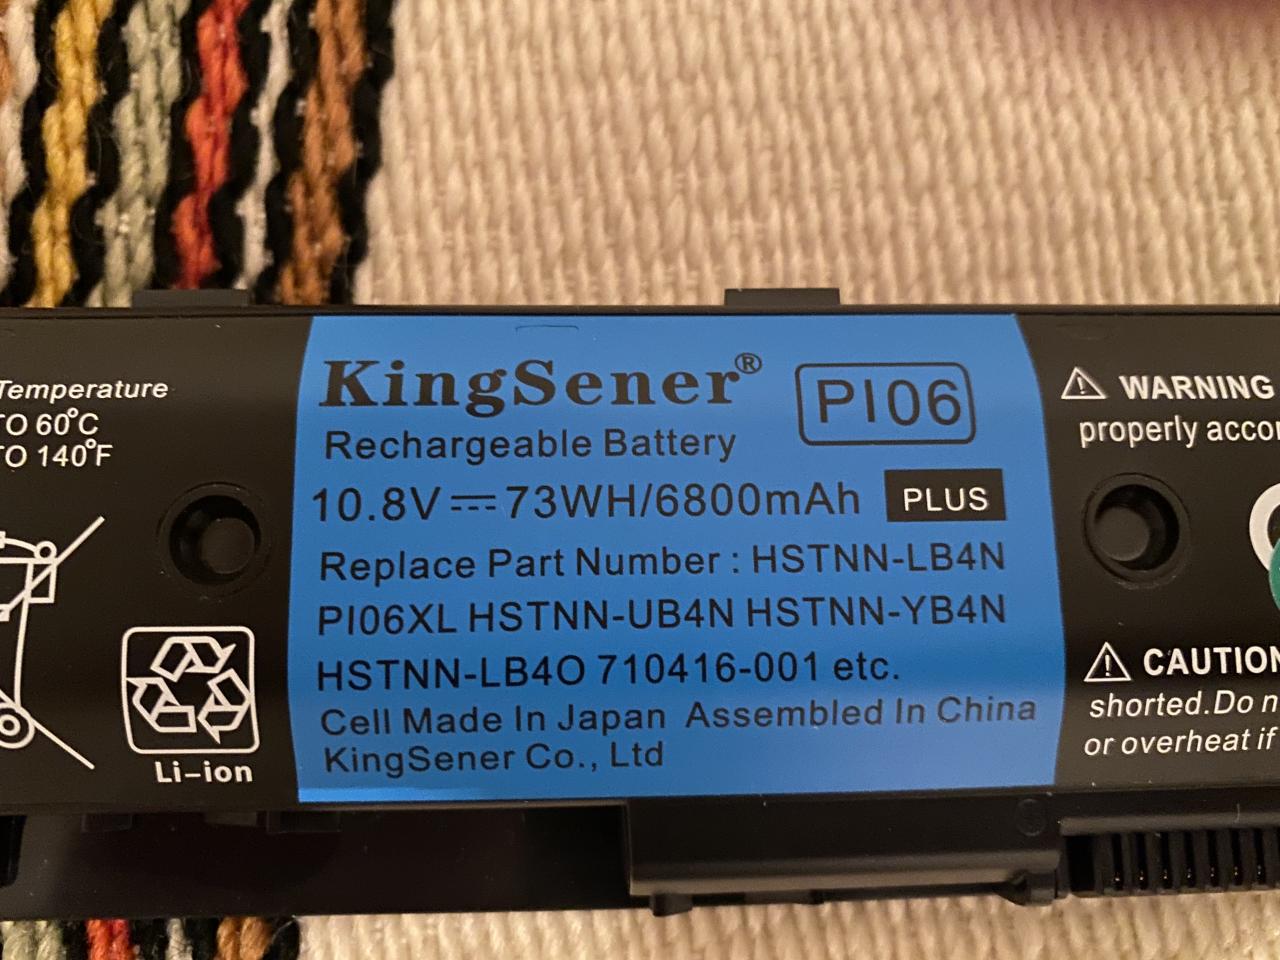 Temperature
TO 60°C
TO 140°F
Li-ion
KingSener®
PI06
Rechargeable Battery
10.8V⎓73WH/6800mAh PLUS
Replace Part Number : HSTNN-LB4N
PI06XL HSTNN-UB4N HSTNN-YB4N
HSTNN-LB4O 710416-001 etc.
Cell Made In Japan Assembled In China
KingSener Co., Ltd
WARNING
properly
CAUTION
shorted.Do
or overheat if